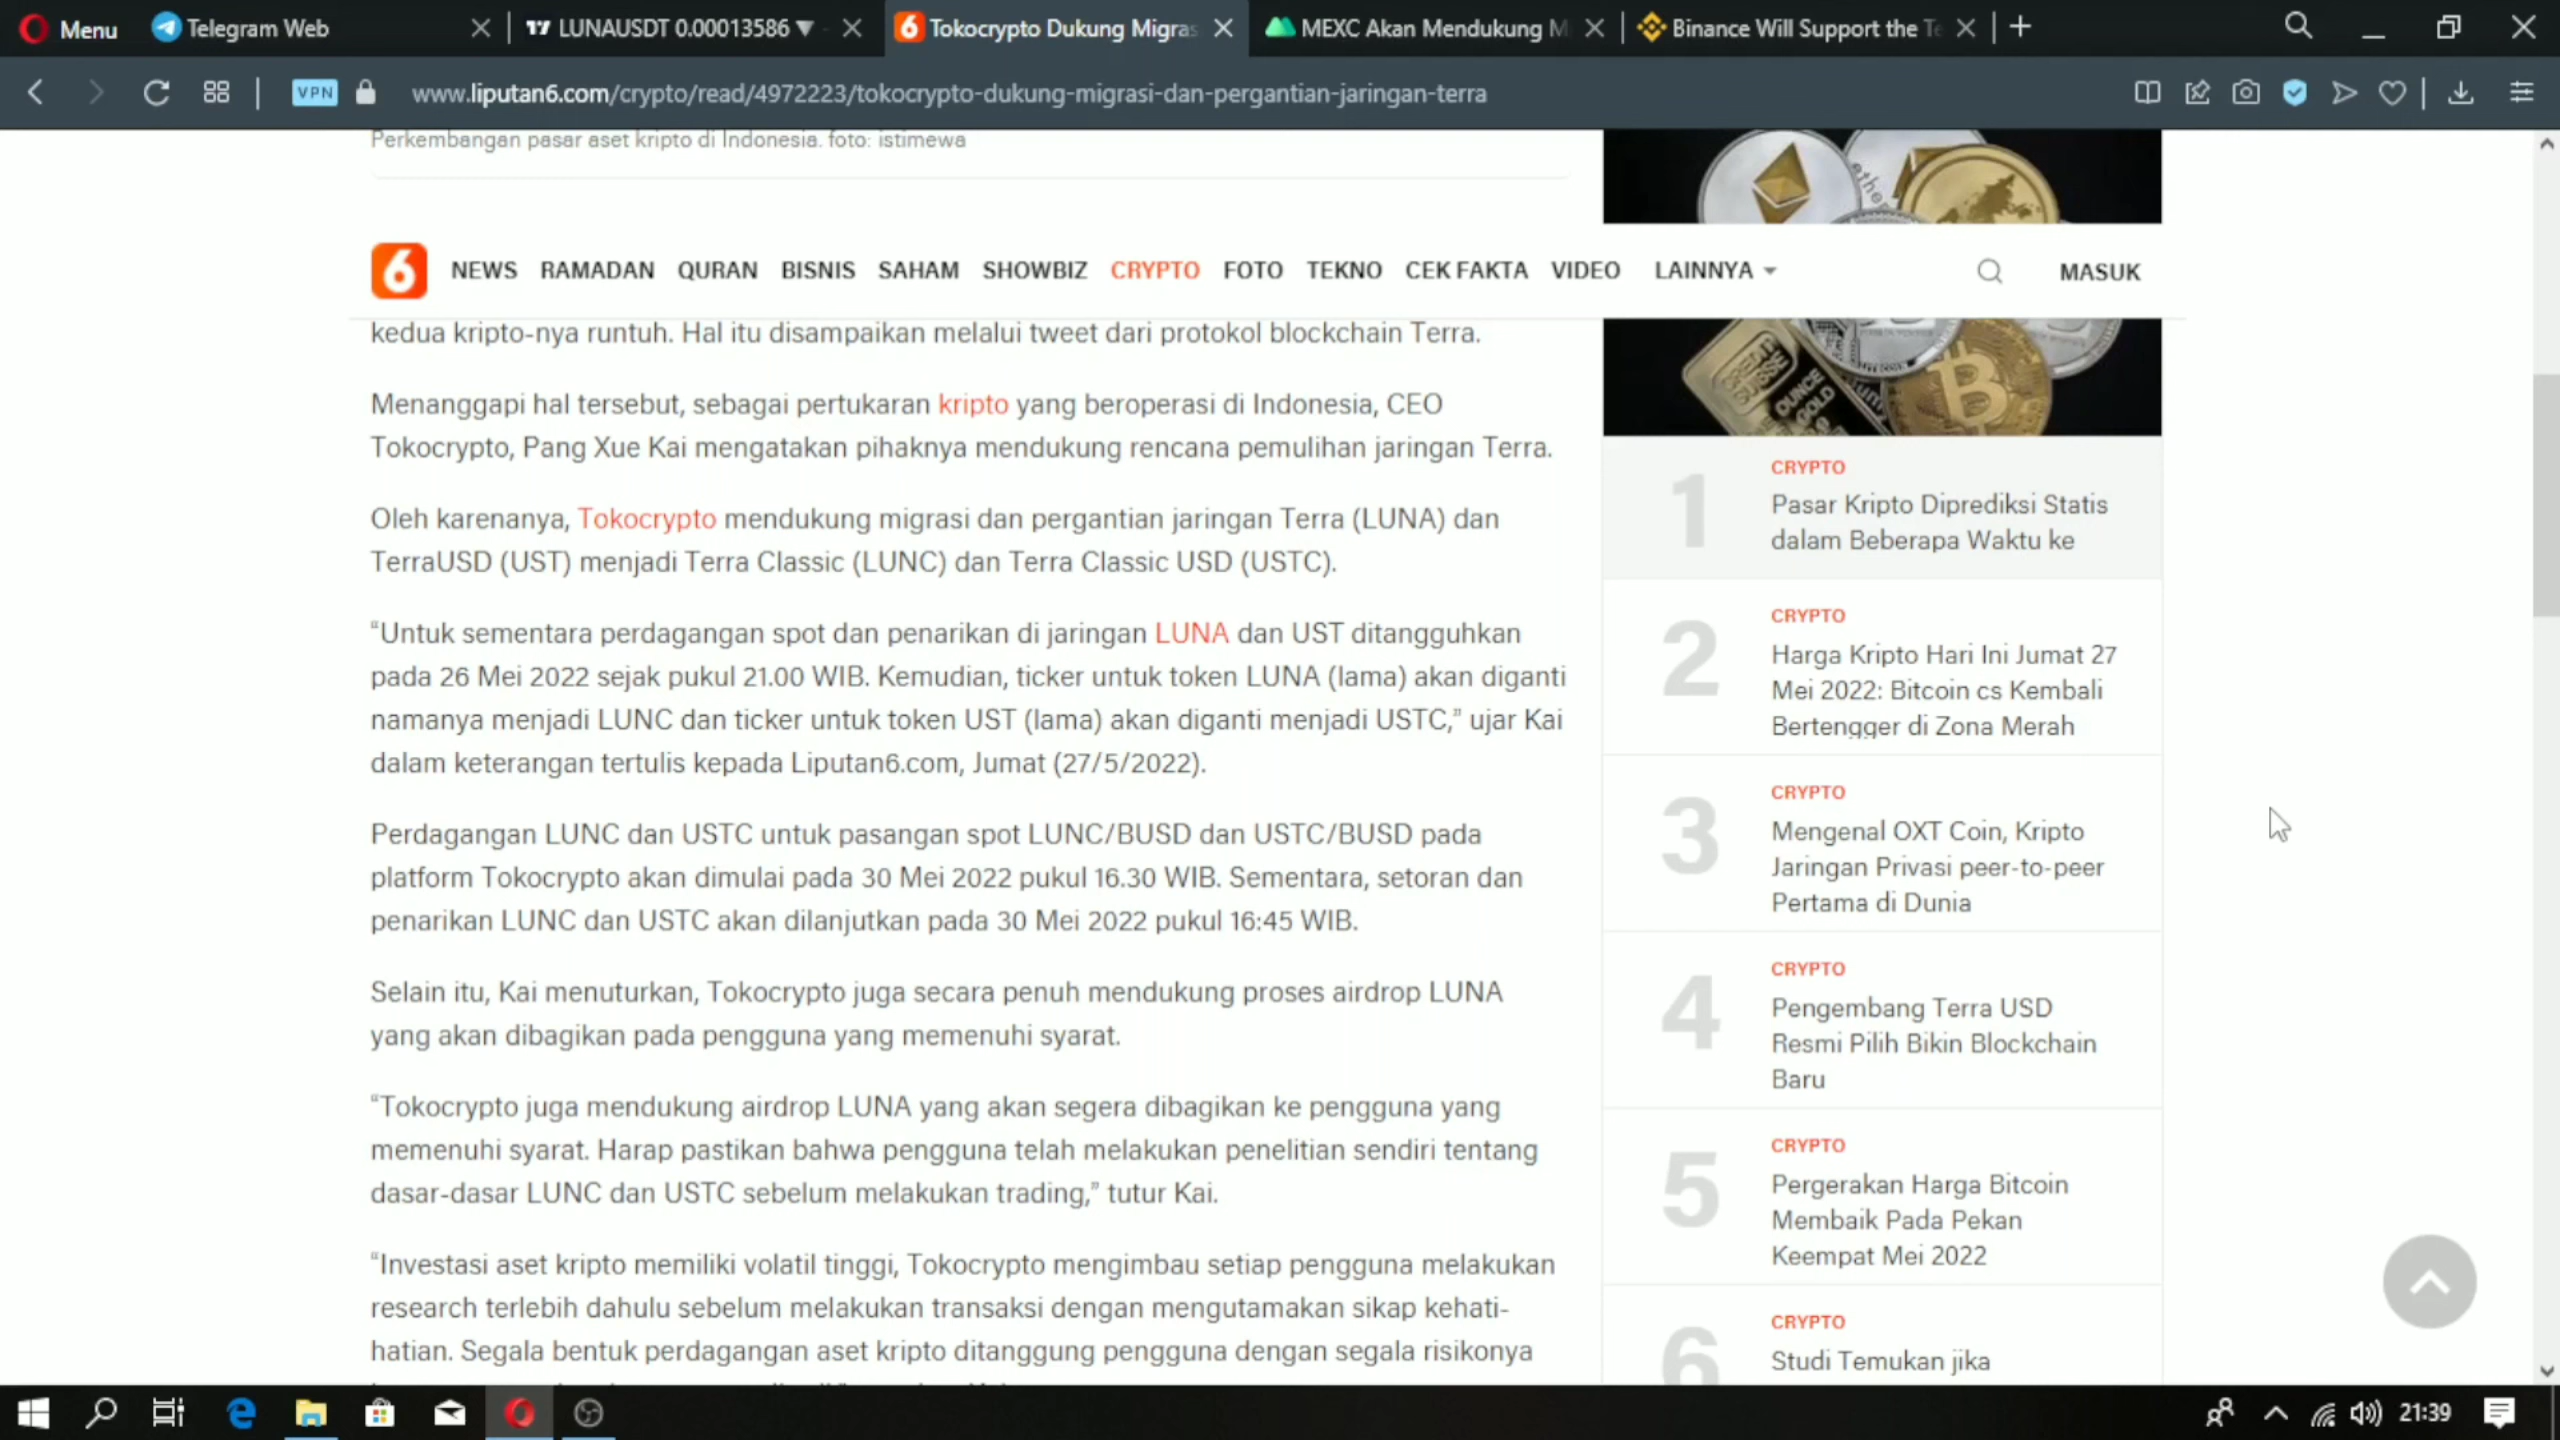 Menu
Telegram Web
LUNAUSDT 0.00013586 ▼
Tokocrypto Dukung Migras
MEXC Akan Mendukung M
Binance Will Support the Te
VPN
www.liputan6.com/crypto/read/4972223/tokocrypto-dukung-migrasi-dan-pergantian-jaringan-terra
Perkembangan pasar aset kripto di Indonesia. foto: istimewa
6 NEWS RAMADAN QURAN BISNIS SAHAM SHOWBIZ CRYPTO FOTO TEKNO CEK FAKTA VIDEO LAINNYA MASUK
kedua kripto-nya runtuh. Hal itu disampaikan melalui tweet dari protokol blockchain Terra.
Menanggapi hal tersebut, sebagai pertukaran kripto yang beroperasi di Indonesia, CEO
Tokocrypto, Pang Xue Kai mengatakan pihaknya mendukung rencana pemulihan jaringan Terra.
Oleh karenanya, Tokocrypto mendukung migrasi dan pergantian jaringan Terra (LUNA) dan
TerraUSD (UST) menjadi Terra Classic (LUNC) dan Terra Classic USD (USTC).
“Untuk sementara perdagangan spot dan penarikan di jaringan LUNA dan UST ditangguhkan
pada 26 Mei 2022 sejak pukul 21.00 WIB. Kemudian, ticker untuk token LUNA (lama) akan diganti
namanya menjadi LUNC dan ticker untuk token UST (lama) akan diganti menjadi USTC,” ujar Kai
dalam keterangan tertulis kepada Liputan6.com, Jumat (27/5/2022).
Perdagangan LUNC dan USTC untuk pasangan spot LUNC/BUSD dan USTC/BUSD pada
platform Tokocrypto akan dimulai pada 30 Mei 2022 pukul 16.30 WIB. Sementara, setoran dan
penarikan LUNC dan USTC akan dilanjutkan pada 30 Mei 2022 pukul 16:45 WIB.
Selain itu, Kai menuturkan, Tokocrypto juga secara penuh mendukung proses airdrop LUNA
yang akan dibagikan pada pengguna yang memenuhi syarat.
“Tokocrypto juga mendukung airdrop LUNA yang akan segera dibagikan ke pengguna yang
memenuhi syarat. Harap pastikan bahwa pengguna telah melakukan penelitian sendiri tentang
dasar-dasar LUNC dan USTC sebelum melakukan trading,” tutur Kai.
“Investasi aset kripto memiliki volatil tinggi, Tokocrypto mengimbau setiap pengguna melakukan
research terlebih dahulu sebelum melakukan transaksi dengan mengutamakan sikap kehati-
hatian. Segala bentuk perdagangan aset kripto ditanggung pengguna dengan segala risikonya
CREDIT SUISSE
OUNCE
GOLD
1
CRYPTO
Pasar Kripto Diprediksi Statis
dalam Beberapa Waktu ke
2
CRYPTO
Harga Kripto Hari Ini Jumat 27
Mei 2022: Bitcoin cs Kembali
Bertengger di Zona Merah
3
CRYPTO
Mengenal OXT Coin, Kripto
Jaringan Privasi peer-to-peer
Pertama di Dunia
4
CRYPTO
Pengembang Terra USD
Resmi Pilih Bikin Blockchain
Baru
5
CRYPTO
Pergerakan Harga Bitcoin
Membaik Pada Pekan
Keempat Mei 2022
6
CRYPTO
Studi Temukan jika
21:39